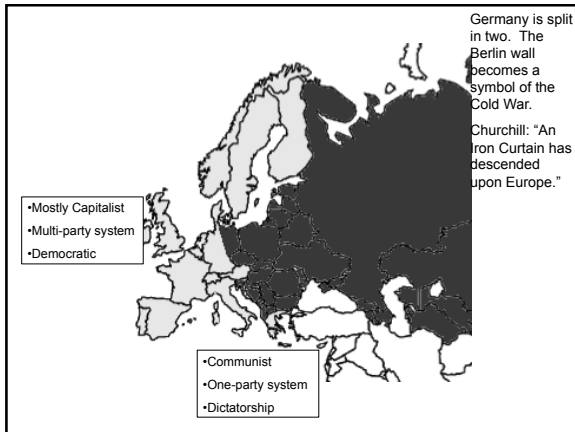 Germany is split
in two. The
Berlin wall
becomes a
symbol of the
Cold War.
Churchill: “An
Iron Curtain has
descended
upon Europe.”
•Mostly Capitalist
•Multi-party system
•Democratic
•Communist
•One-party system
•Dictatorship